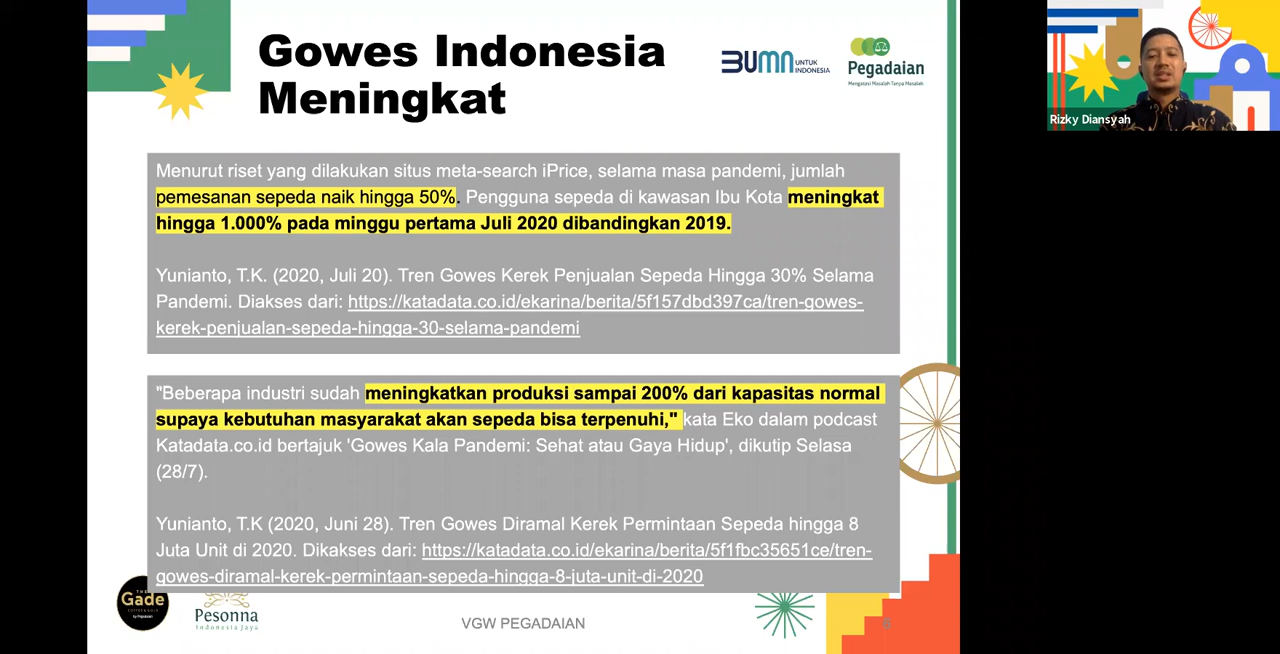 Gowes Indonesia
Meningkat
BUMN
UNTUK
INDONESIA
Pegadaian
Mengatasi Masalah Tanpa Masalah
Rizky Diansyah
Menurut riset yang dilakukan situs meta-search iPrice, selama masa pandemi, jumlah
pemesanan sepeda naik hingga 50%. Pengguna sepeda di kawasan Ibu Kota meningkat
hingga 1.000% pada minggu pertama Juli 2020 dibandingkan 2019.
Yunianto, T.K. (2020, Juli 20). Tren Gowes Kerek Penjualan Sepeda Hingga 30% Selama
Pandemi. Diakses dari: https://katadata.co.id/ekarina/berita/5f157dbd397ca/tren-gowes-
kerek-penjualan-sepeda-hingga-30-selama-pandemi
"Beberapa industri sudah meningkatkan produksi sampai 200% dari kapasitas normal
supaya kebutuhan masyarakat akan sepeda bisa terpenuhi," kata Eko dalam podcast
Katadata.co.id bertajuk 'Gowes Kala Pandemi: Sehat atau Gaya Hidup', dikutip Selasa
(28/7).
Yunianto, T.K (2020, Juni 28). Tren Gowes Diramal Kerek Permintaan Sepeda hingga 8
Juta Unit di 2020. Dikakses dari: https://katadata.co.id/ekarina/berita/5f1fbc35651ce/tren-
gowes-diramal-kerek-permintaan-sepeda-hingga-8-juta-unit-di-2020
THE
Gade
COFFEE & GOLD
by Pegadaian
Pesonna
Indonesia Jaya
VGW PEGADAIAN